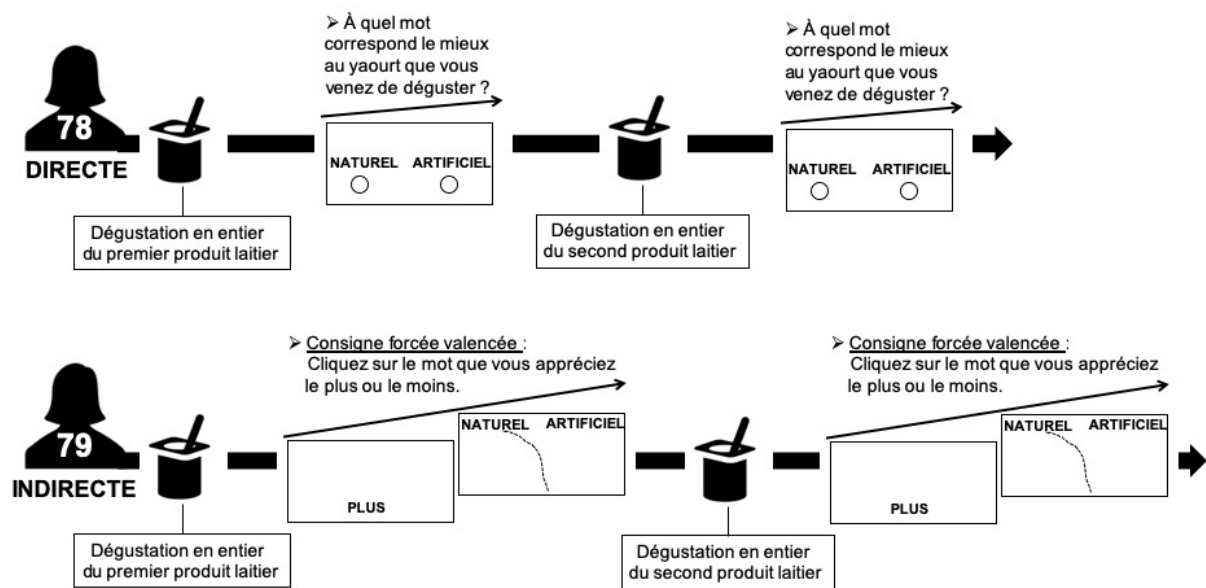 ➢ À quel mot
correspond le mieux
au yaourt que vous
venez de déguster ?
➢ À quel mot
correspond le mieux
au yaourt que vous
venez de déguster ?
78
DIRECTE
NATUREL ARTIFICIEL
NATUREL ARTIFICIEL
Dégustation en entier
du premier produit laitier
Dégustation en entier
du second produit laitier
➢ Consigne forcée valencée :
Cliquez sur le mot que vous appréciez
le plus ou le moins.
➢ Consigne forcée valencée :
Cliquez sur le mot que vous appréciez
le plus ou le moins.
79
INDIRECTE
PLUS
NATUREL ARTIFICIEL
PLUS
NATUREL ARTIFICIEL
Dégustation en entier
du premier produit laitier
Dégustation en entier
du second produit laitier